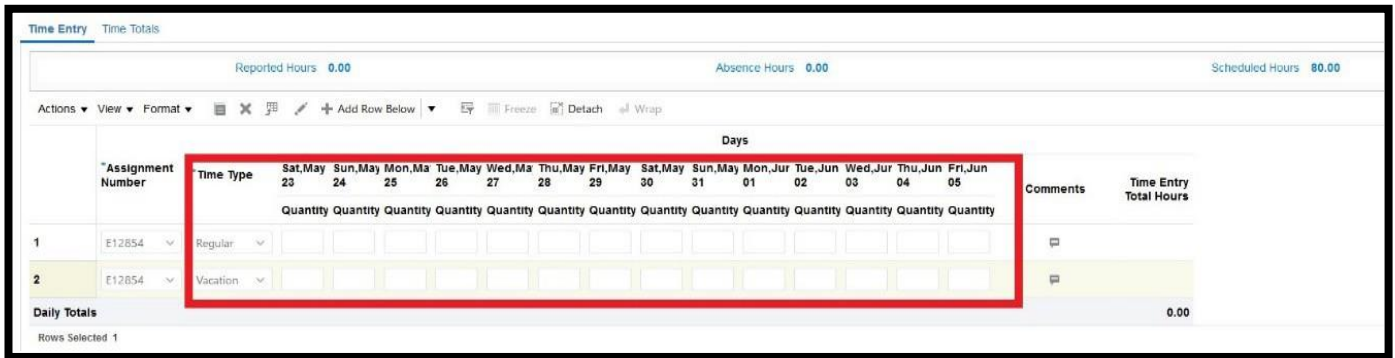 Time Entry Time Totals
Reported Hours 0.00 Absence Hours 0.00 Scheduled Hours 80.00
Actions View Format Add Row Below Freeze Detach Wrap
Days
*Assignment Number *Time Type Sat,May 23 Sun,May 24 Mon,Ma 25 Tue,May 26 Wed,Ma 27 Thu,May 28 Fri,May 29 Sat,May 30 Sun,May 31 Mon,Jur 01 Tue,Jun 02 Wed,Jur 03 Thu,Jun 04 Fri,Jun 05 Comments Time Entry Total Hours
Quantity Quantity Quantity Quantity Quantity Quantity Quantity Quantity Quantity Quantity Quantity Quantity Quantity Quantity
1 E12854 Regular
2 E12854 Vacation
Daily Totals 0.00
Rows Selected 1